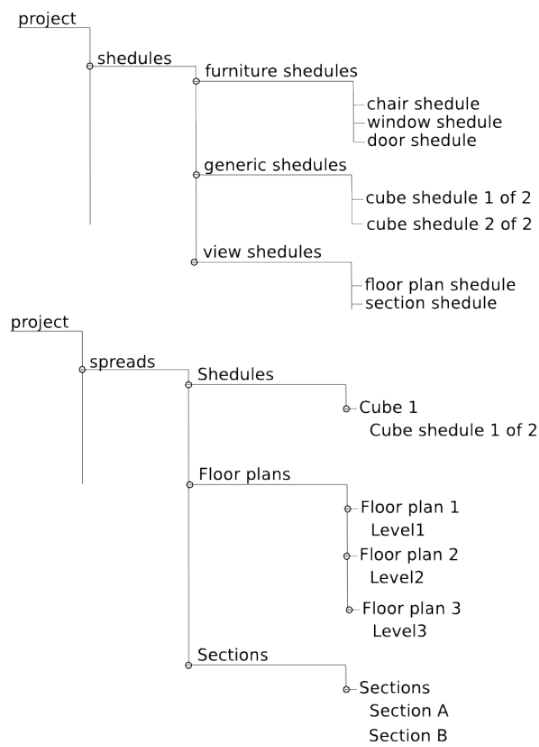 project
shedules
furniture shedules
chair shedule
window shedule
door shedule
generic shedules
cube shedule 1 of 2
cube shedule 2 of 2
view shedules
floor plan shedule
section shedule
project
spreads
Shedules
Cube 1
Cube shedule 1 of 2
Floor plans
Floor plan 1
Level1
Floor plan 2
Level2
Floor plan 3
Level3
Sections
Sections
Section A
Section B